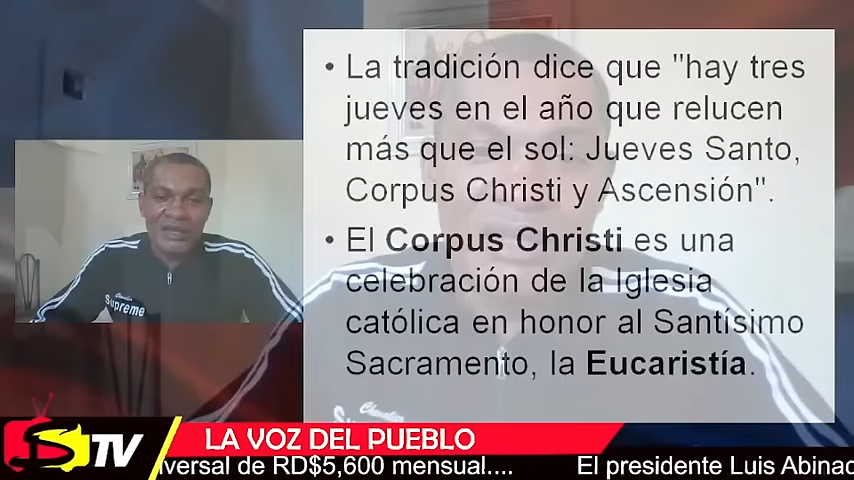 • La tradición dice que "hay tres
jueves en el año que relucen
más que el sol: Jueves Santo,
Corpus Christi y Ascensión".
• El Corpus Christi es una
celebración de la Iglesia
católica en honor al Santísimo
Sacramento, la Eucaristía.
Supreme
STV
LA VOZ DEL PUEBLO
iversal de RD$5,600 mensual.... El presidente Luis Abinad